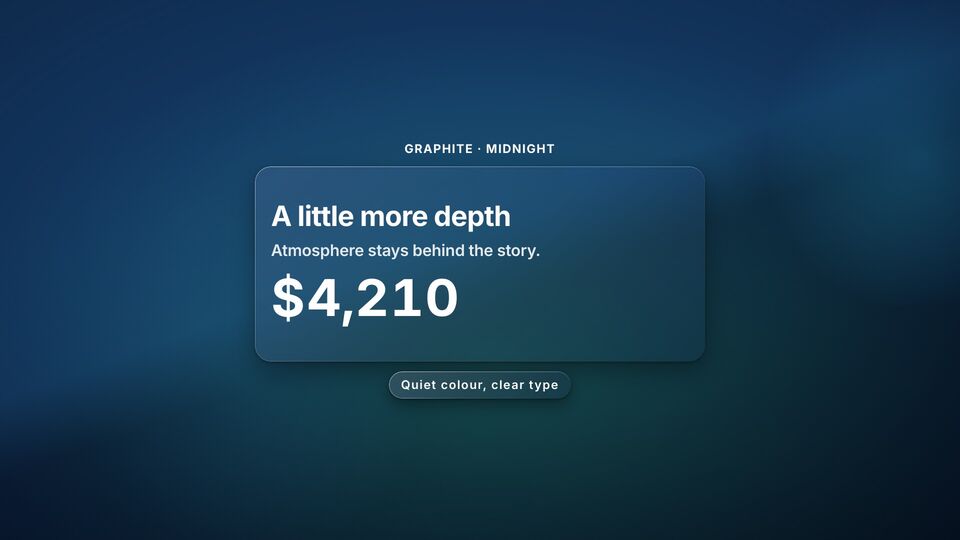 GRAPHITE · MIDNIGHT
A little more depth
Atmosphere stays behind the story.
$4,210
Quiet colour, clear type